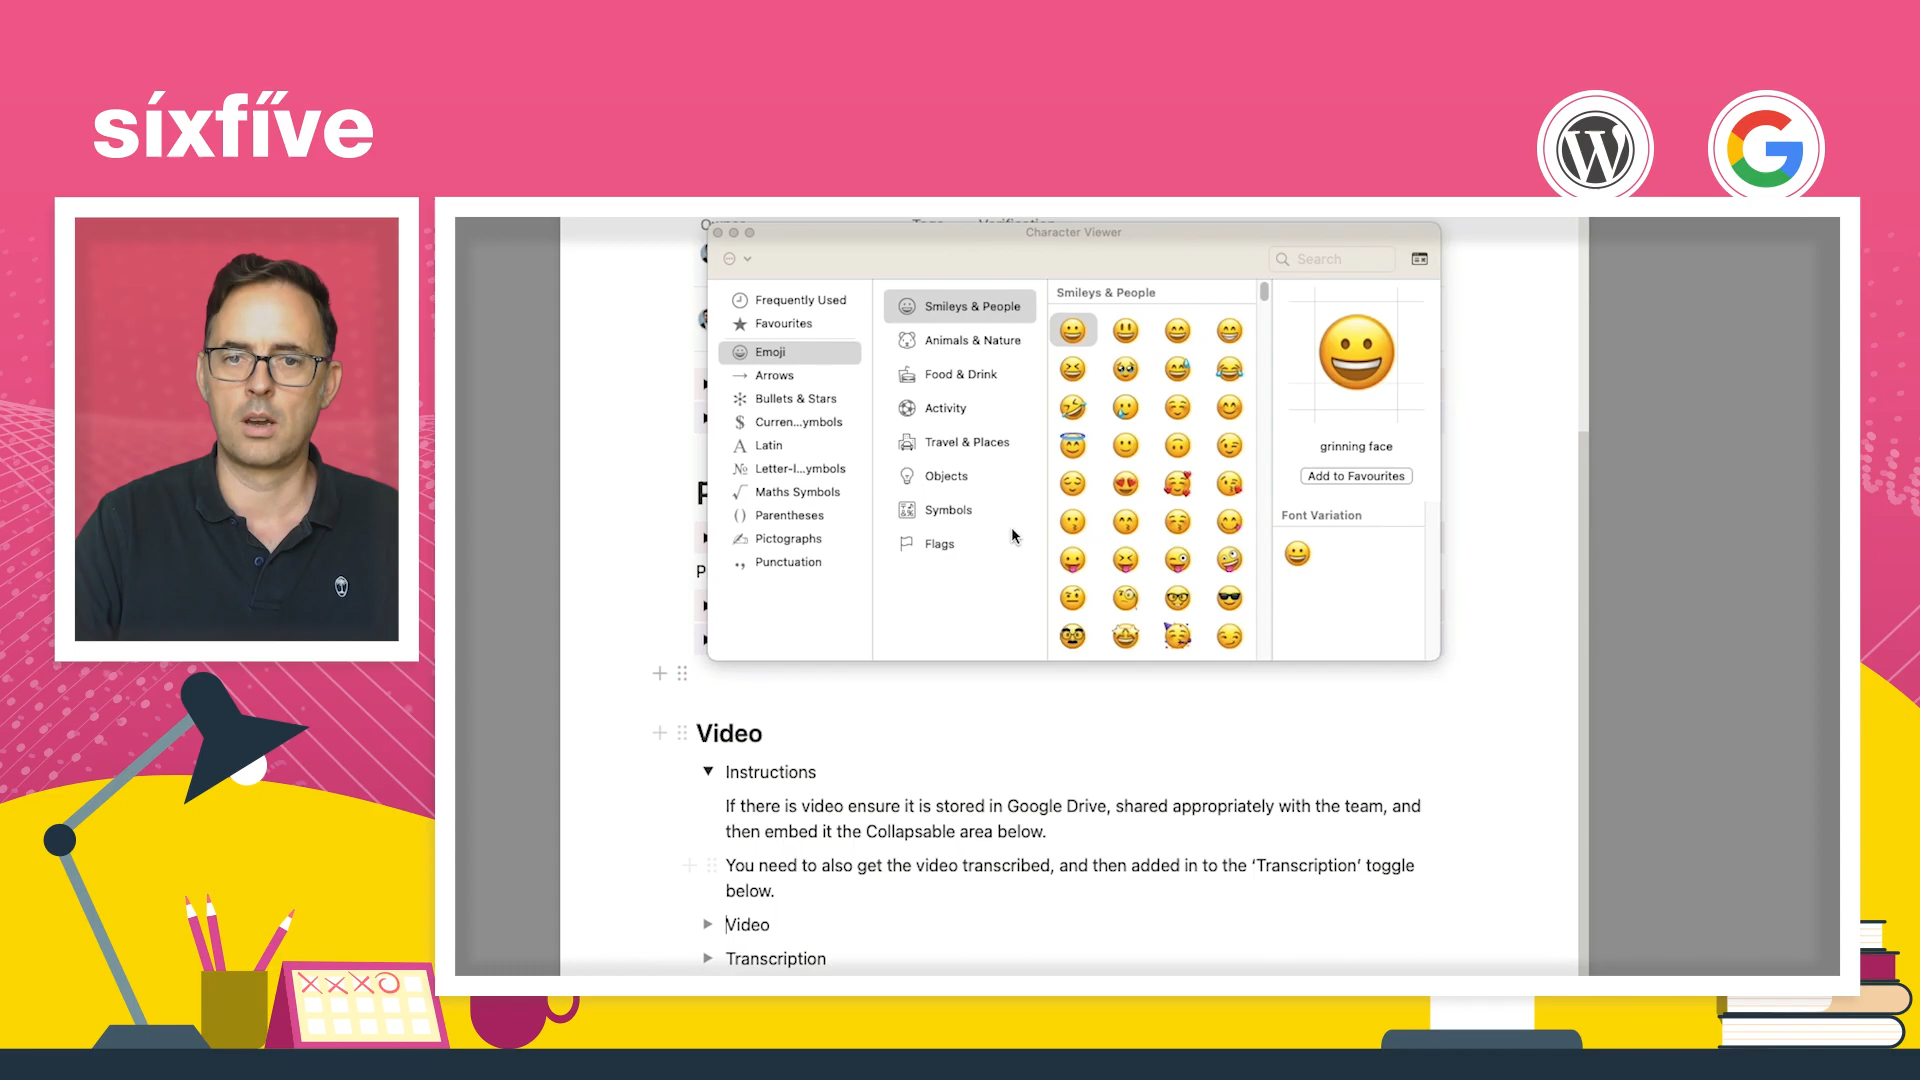 síxfív̋e
Character Viewer
Search
Frequently Used
Favourites
Emoji
Arrows
Bullets & Stars
Curren...ymbols
Latin
Letter-l...ymbols
Maths Symbols
Parentheses
Pictographs
Punctuation
Smileys & People
Animals & Nature
Food & Drink
Activity
Travel & Places
Objects
Symbols
Flags
Smileys & People
grinning face
Add to Favourites
Font Variation
Video
Instructions
If there is video ensure it is stored in Google Drive, shared appropriately with the team, and
then embed it the Collapsable area below.
You need to also get the video transcribed, and then added in to the ‘Transcription’ toggle
below.
Video
Transcription